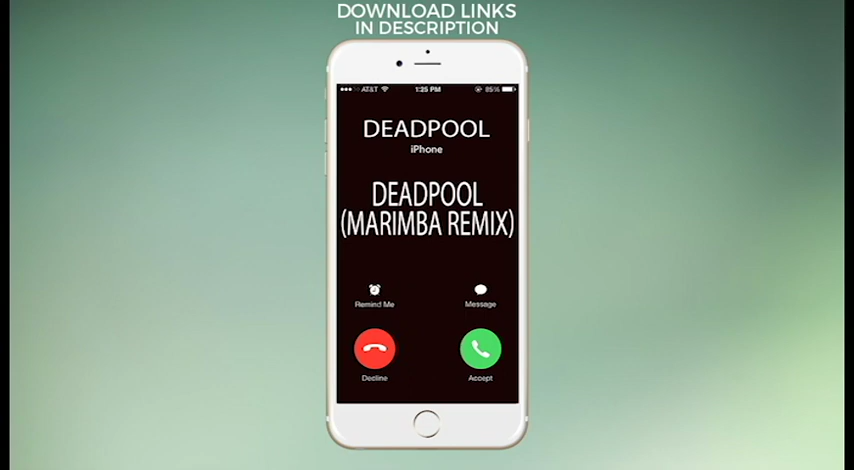 DOWNLOAD LINKS
IN DESCRIPTION
AT&T 1:25 PM 85%
DEADPOOL
iPhone
DEADPOOL
(MARIMBA REMIX)
Remind Me Message
Decline Accept